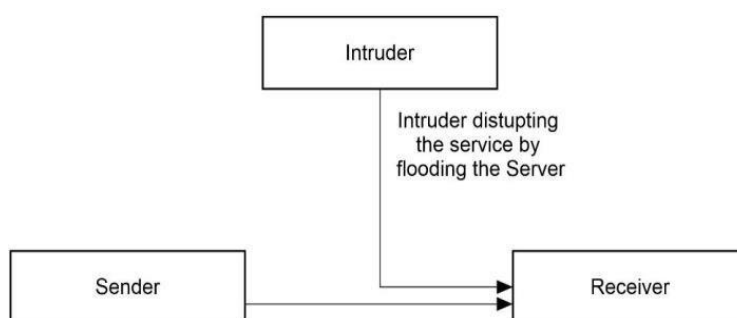 Intruder
Intruder distupting
the service by
flooding the Server
Sender
Receiver